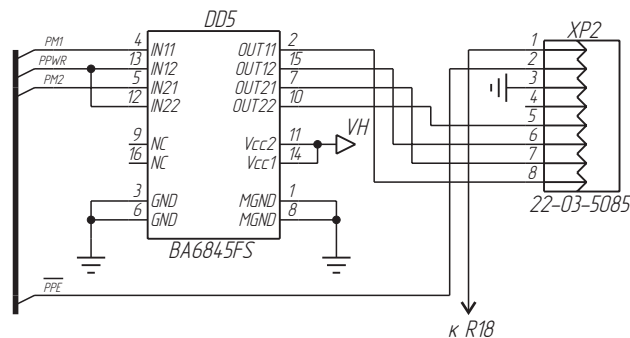 DD5
XP2
PM1 4 IN11 OUT11 2 1
PPWR 13 IN12 OUT12 15 2
PM2 5 IN21 OUT21 7 3
12 IN22 OUT22 10 4
5
9 NC Vcc2 11 VH 6
16 NC Vcc1 14 7
8
3 GND MGND 1
6 GND MGND 8
22-03-5085
BA6845FS
PPE
к R18